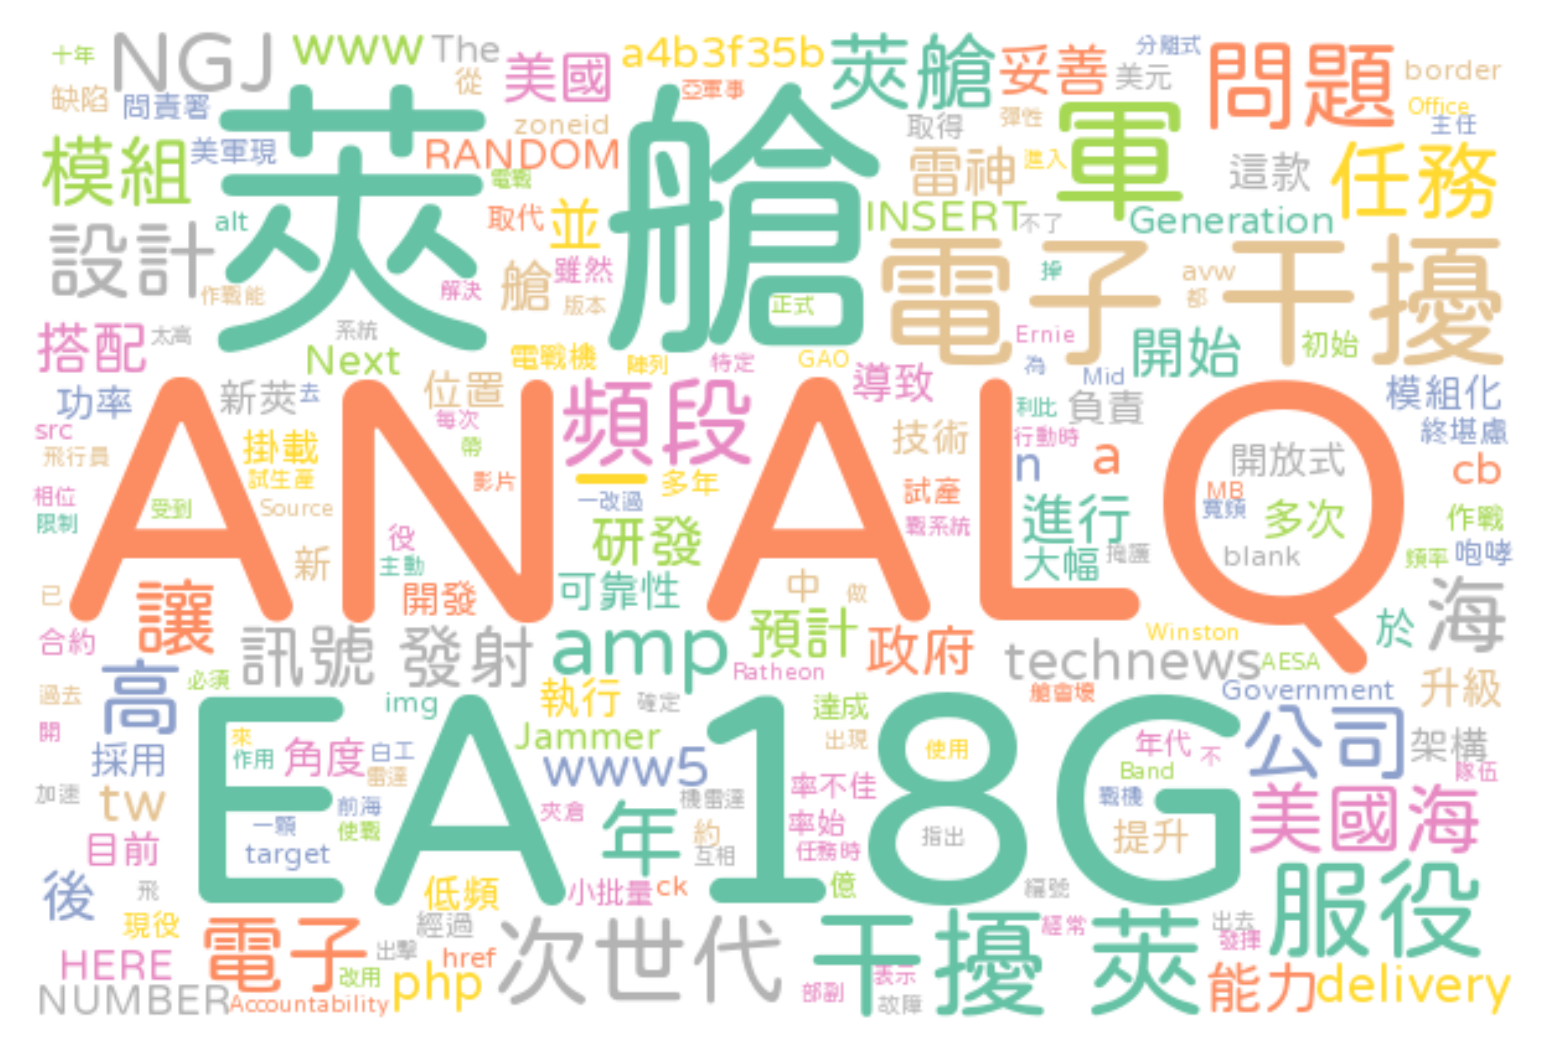 十年
NGJ
www
The
從
美國
a4b3f35b
亞軍事
莢艙
妥善
分離式
美元
問題
border
缺陷
問責署
zoneid
取得
彈性
Office
主任
模組
美軍現
莢艙
RANDOM
電戰
雷神
進入
軍
這款
任務
設計
alt
取代
並
INSERT
不了
Generation
作戰能
解決
艙
雖然
版本
正式
電子干擾
avw
都
搭配
太高
系統
Next
電戰機
陣列
特定
GAO
Ernie
開始
初始
功率
新莢
去
位置
每次
頻段
導致
為
Mid
利比
負責
模組化
src
飛行員
掛載
帶
AN
ALQ
技術
行動時
n
a
開放式
終堪慮
cb
相位
限制
受到
試生產
Source
影片
一
多年
一改過
試產
MB
寬頻
多次
作戰
新
役
主動
研發
戰系統
進行
大幅
掩護
blank
頻率
咆哮
已
讓
開發
可靠性
中
做
海
合約
訊號
發射
amp
預計
政府
technews
Winston
於
高
必須
Ratheon
AESA
過去
img
執行
確定
艙會壞
Government
升級
開
來
達成
EA
18G
採用
作用
角度
白工
雷達
Jammer
www5
出現
使用
年代
不
公司
架構
Band
隊伍
加速
tw
前海
機雷達
率不佳
戰機
目前
一顆
使戰
夾倉
年
約
率始
指出
提升
美國海
target
互相
任務時
後
飛
低頻
小批量
ck
億
編號
服役
現役
電子
經過
次世代
干擾
經常
莢
出去
發揮
HERE
出擊
href
表示
NUMBER
Accountability
改用
php
部副
故障
能力
delivery